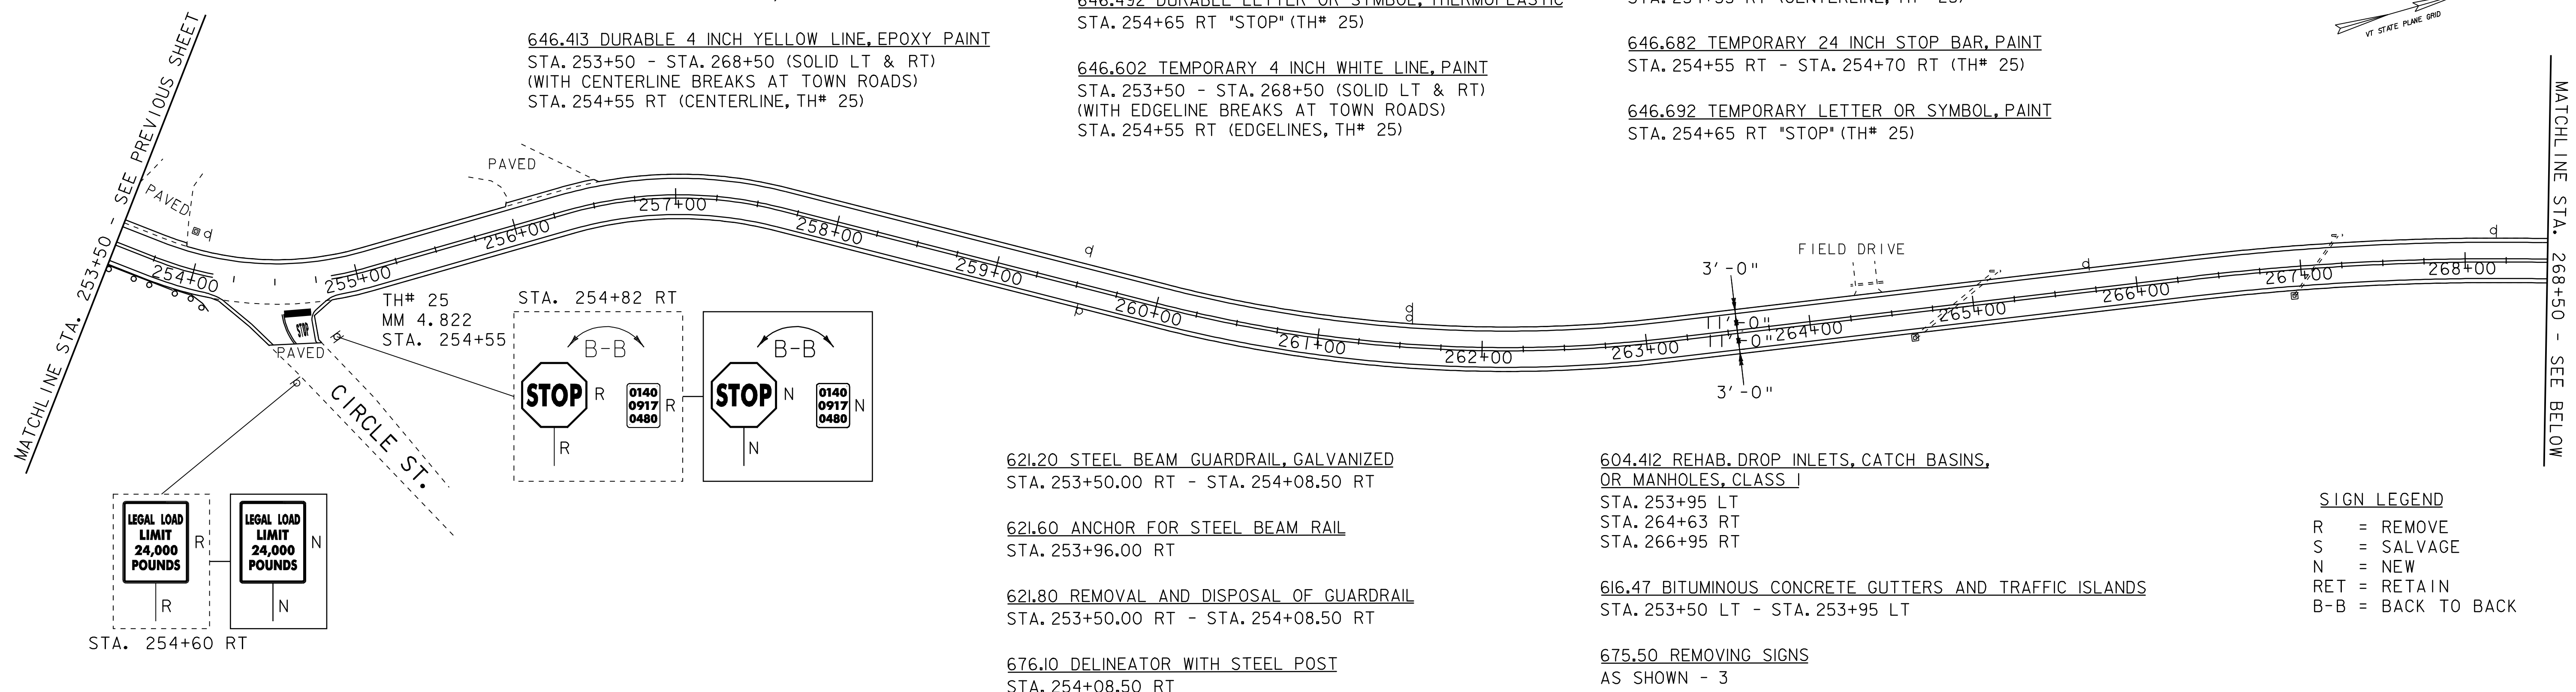 646.413 DURABLE 4 INCH YELLOW LINE, EPOXY PAINT
STA. 253+50 - STA. 268+50 (SOLID LT & RT)
(WITH CENTERLINE BREAKS AT TOWN ROADS)
STA. 254+55 RT (CENTERLINE, TH# 25)
646.492 DURABLE LETTER OR SYMBOL, THERMOPLASTIC
STA. 254+65 RT "STOP" (TH# 25)
646.602 TEMPORARY 4 INCH WHITE LINE, PAINT
STA. 253+50 - STA. 268+50 (SOLID LT & RT)
(WITH EDGELINE BREAKS AT TOWN ROADS)
STA. 254+55 RT (EDGELINES, TH# 25)
646.682 TEMPORARY 24 INCH STOP BAR, PAINT
STA. 254+55 RT - STA. 254+70 RT (TH# 25)
646.692 TEMPORARY LETTER OR SYMBOL, PAINT
STA. 254+65 RT "STOP" (TH# 25)
VT STATE PLANE GRID
MATCHLINE STA. 253+50 - SEE PREVIOUS SHEET
PAVED
PAVED
254+00
255+00
256+00
257+00
258+00
259+00
260+00
261+00
262+00
263+00
264+00
265+00
266+00
267+00
268+00
3'-0"
11'-0"
11'-0"
3'-0"
FIELD DRIVE
MATCHLINE STA. 268+50 - SEE BELOW
STOP
PAVED
TH# 25
MM 4.822
STA. 254+55
CIRCLE ST.
STA. 254+82 RT
B-B
STOP
R
0140
0917
0480
R
R
B-B
STOP
N
0140
0917
0480
N
N
LEGAL LOAD
LIMIT
24,000
POUNDS
R
R
LEGAL LOAD
LIMIT
24,000
POUNDS
N
N
STA. 254+60 RT
621.20 STEEL BEAM GUARDRAIL, GALVANIZED
STA. 253+50.00 RT - STA. 254+08.50 RT
621.60 ANCHOR FOR STEEL BEAM RAIL
STA. 253+96.00 RT
621.80 REMOVAL AND DISPOSAL OF GUARDRAIL
STA. 253+50.00 RT - STA. 254+08.50 RT
676.10 DELINEATOR WITH STEEL POST
STA. 254+08.50 RT
604.412 REHAB. DROP INLETS, CATCH BASINS,
OR MANHOLES, CLASS I
STA. 253+95 LT
STA. 264+63 RT
STA. 266+95 RT
616.47 BITUMINOUS CONCRETE GUTTERS AND TRAFFIC ISLANDS
STA. 253+50 LT - STA. 253+95 LT
675.50 REMOVING SIGNS
AS SHOWN - 3
SIGN LEGEND
R = REMOVE
S = SALVAGE
N = NEW
RET = RETAIN
B-B = BACK TO BACK